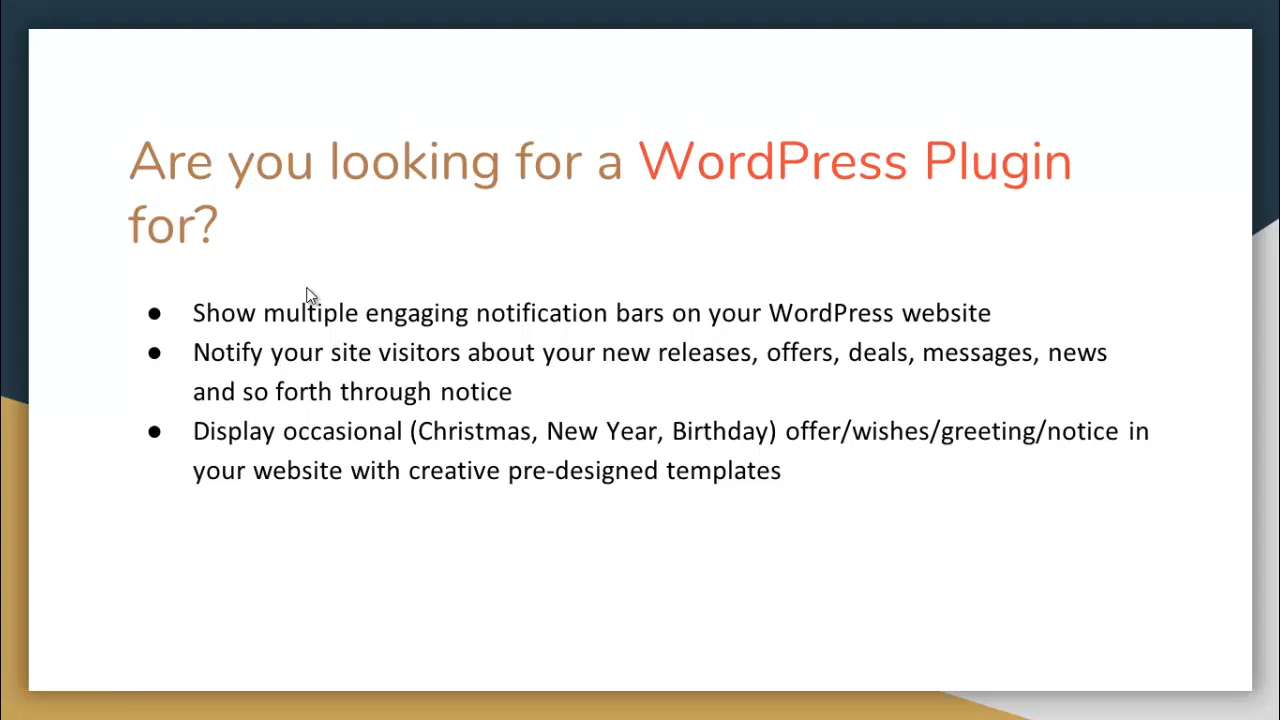 Are you looking for a WordPress Plugin
for?
● Show multiple engaging notification bars on your WordPress website
● Notify your site visitors about your new releases, offers, deals, messages, news
and so forth through notice
● Display occasional (Christmas, New Year, Birthday) offer/wishes/greeting/notice in
your website with creative pre-designed templates